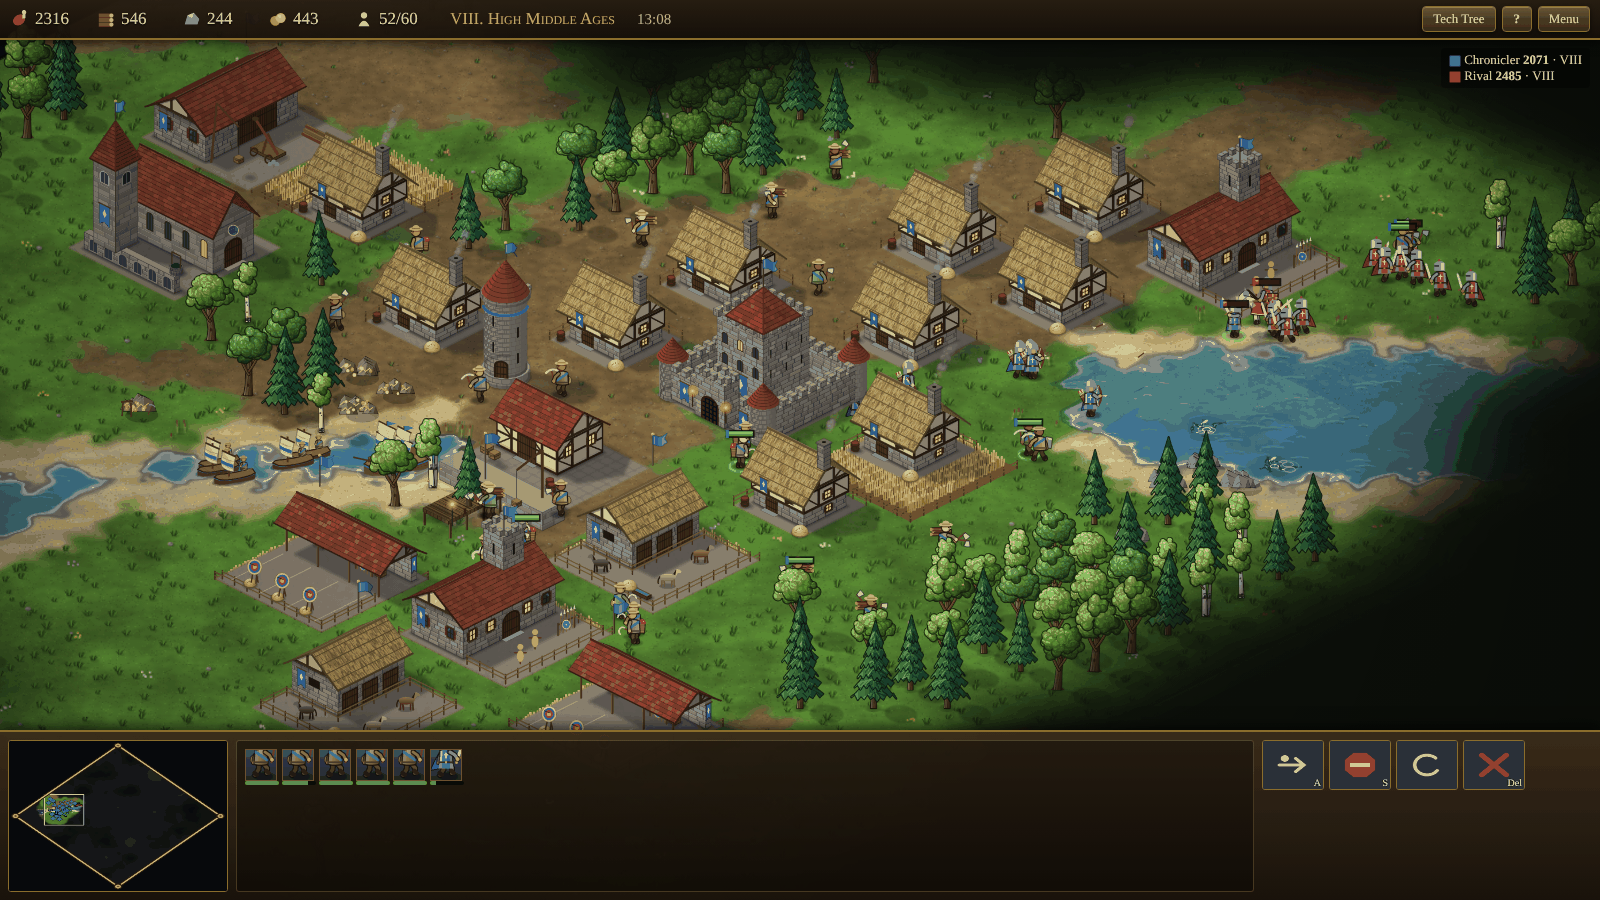 2316 546 244 443 52/60 VIII. High Middle Ages 13:08 Tech Tree ? Menu
Chronicler 2071 · VIII
Rival 2485 · VIII
A S Del